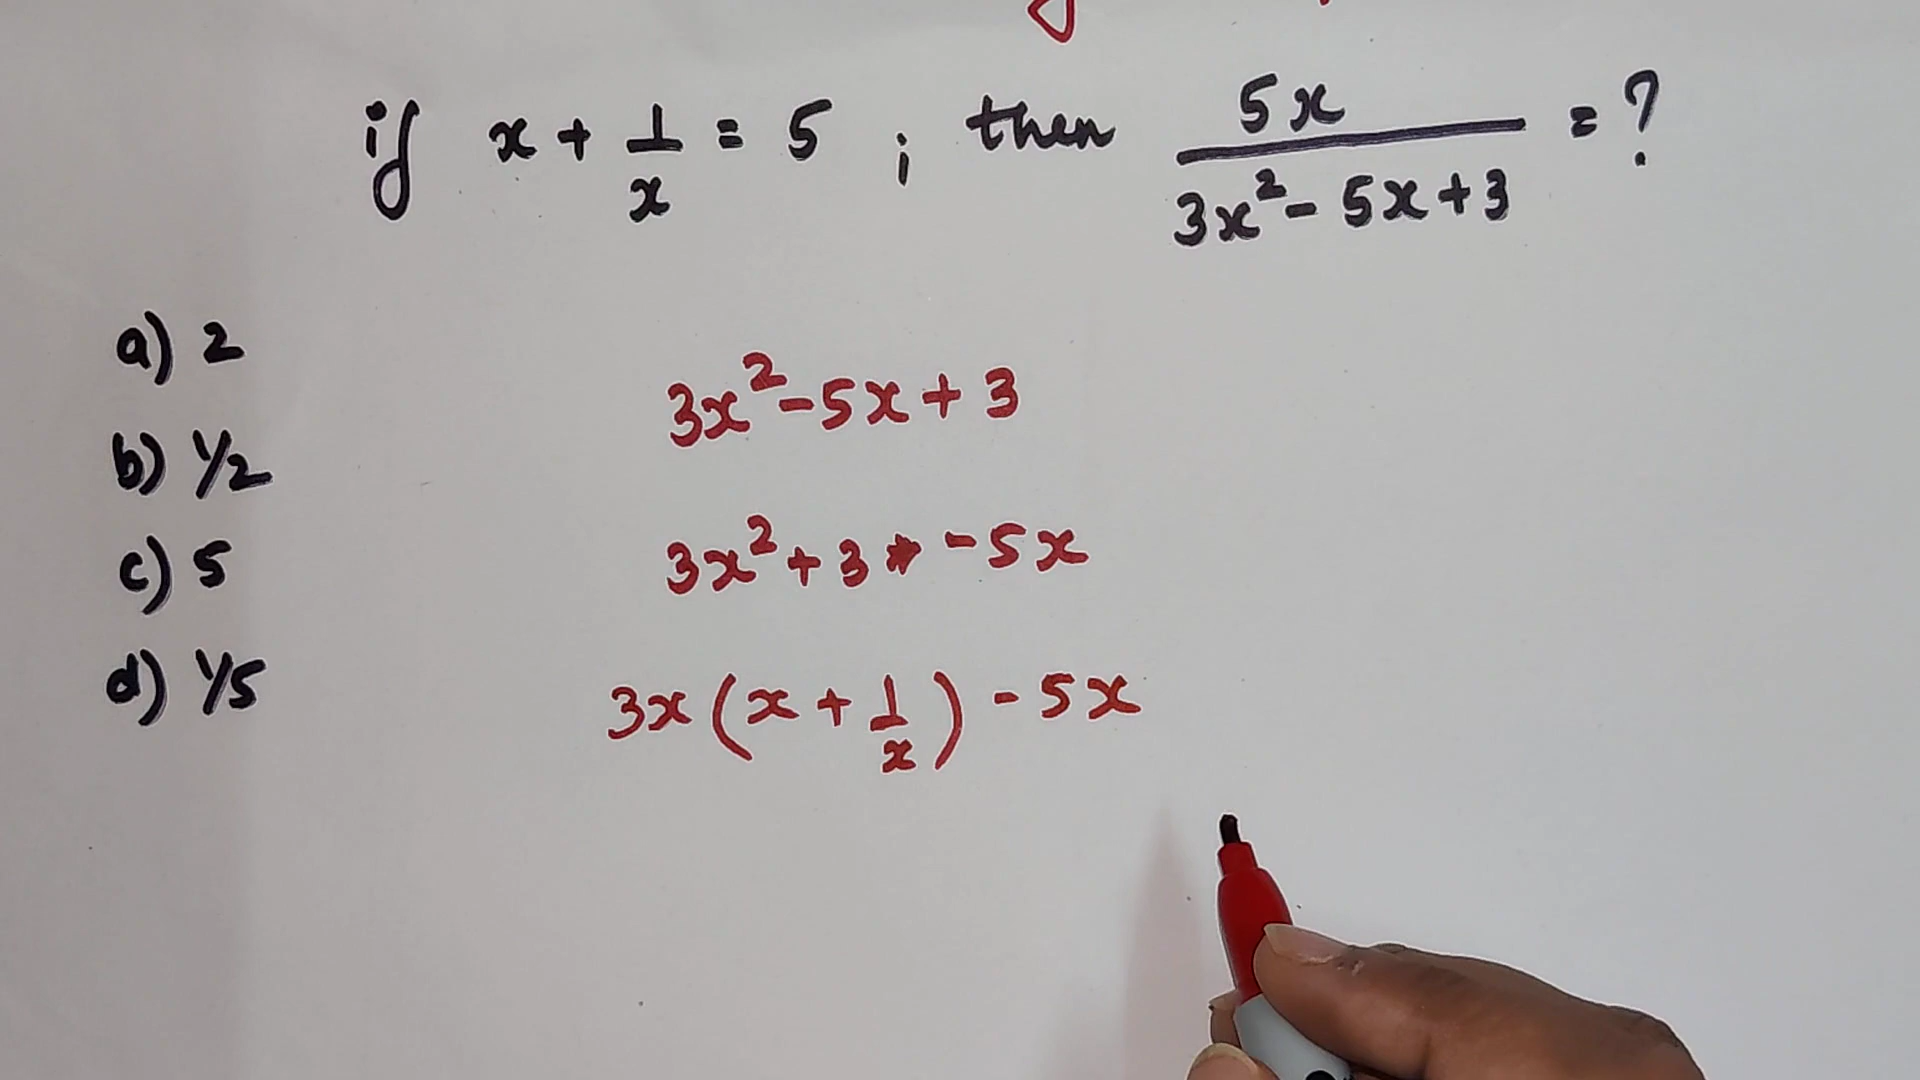 if x + 1/x = 5 ; then 5x / 3x² - 5x + 3 = ?
a) 2
b) 1/2
c) 5
d) 1/5
3x² - 5x + 3
3x² + 3 - 5x
3x(x + 1/x) - 5x